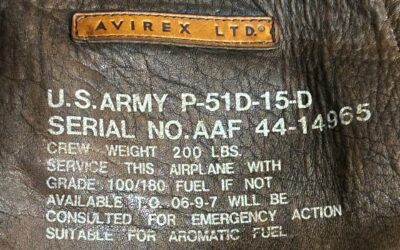 AVIREX LTD.®
U.S.ARMY P-51D-15-D
SERIAL NO.AAF 44-14965
CREW WEIGHT 200 LBS.
SERVICE THIS AIRPLANE WITH
GRADE 100/180 FUEL IF NOT
AVAILABLE T.O. 06-9-7 WILL BE
CONSULTED FOR EMERGENCY ACTION
SUITABLE FOR AROMATIC FUEL